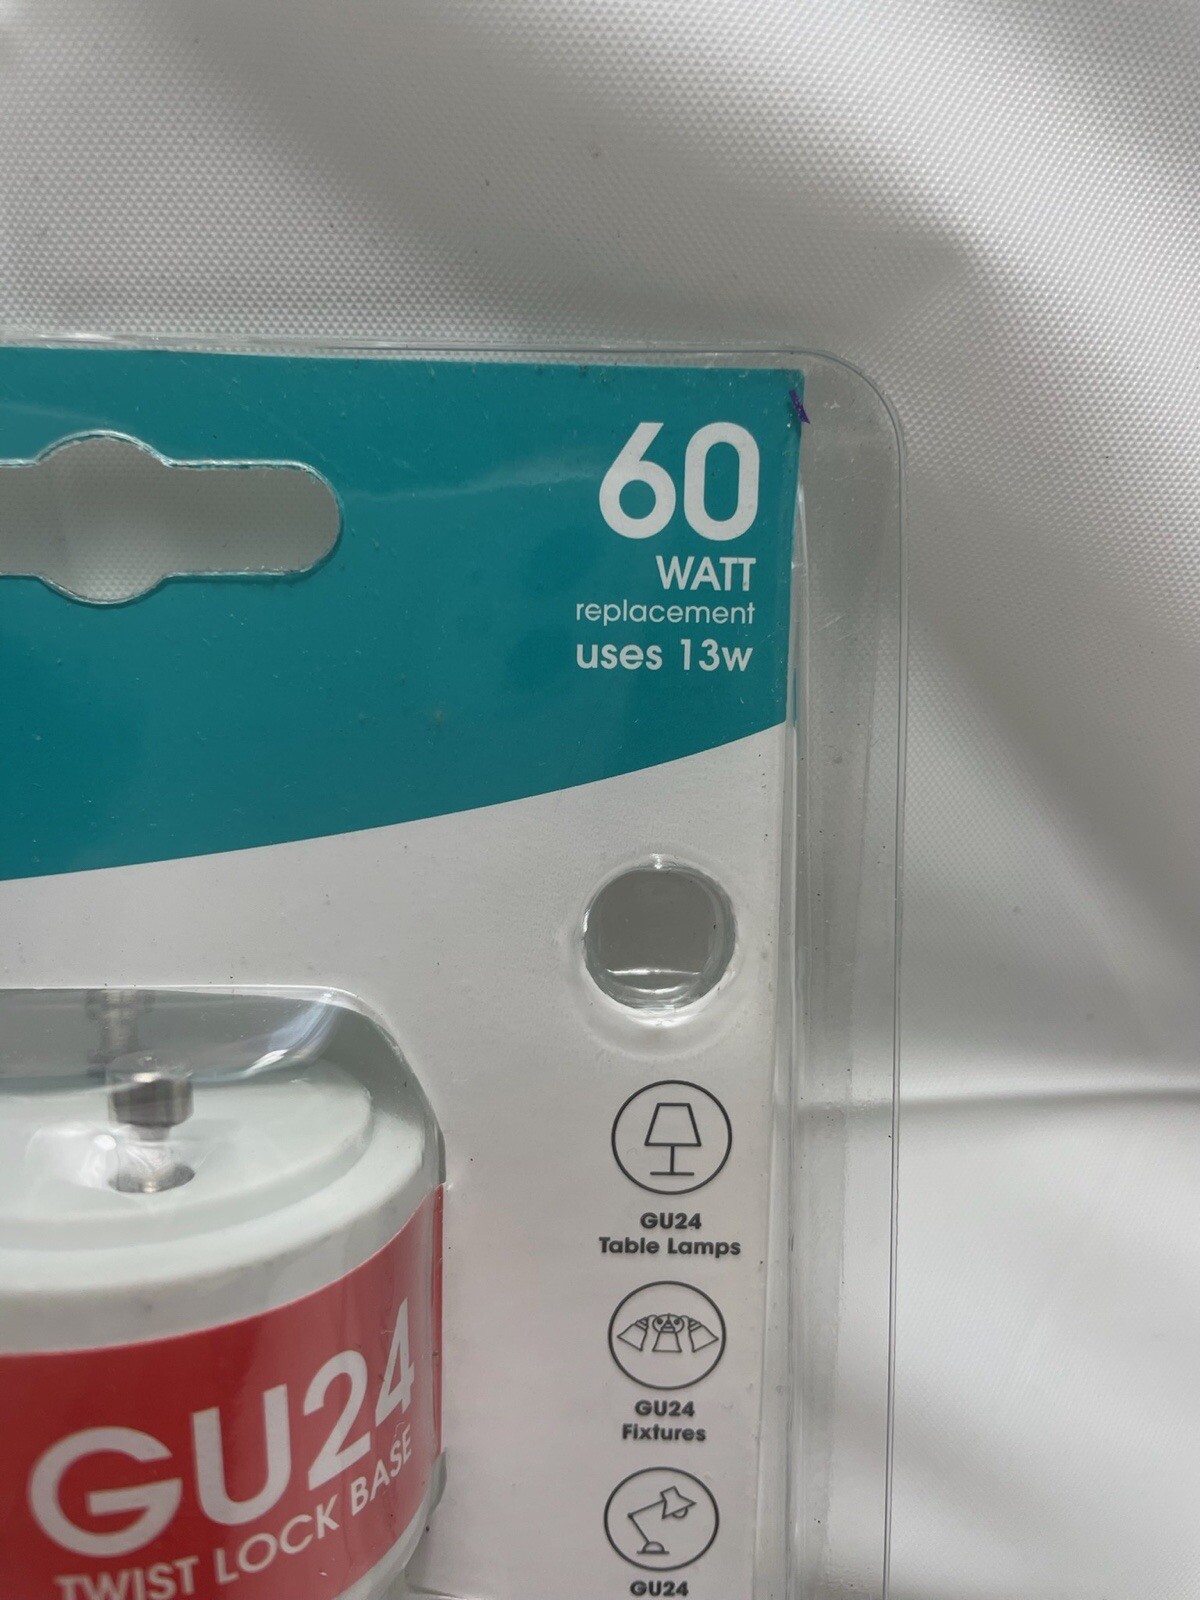 60
WATT
replacement
uses 13w
GU24
Table Lamps
GU24
Fixtures
GU24
GU24
TWIST LOCK BASE